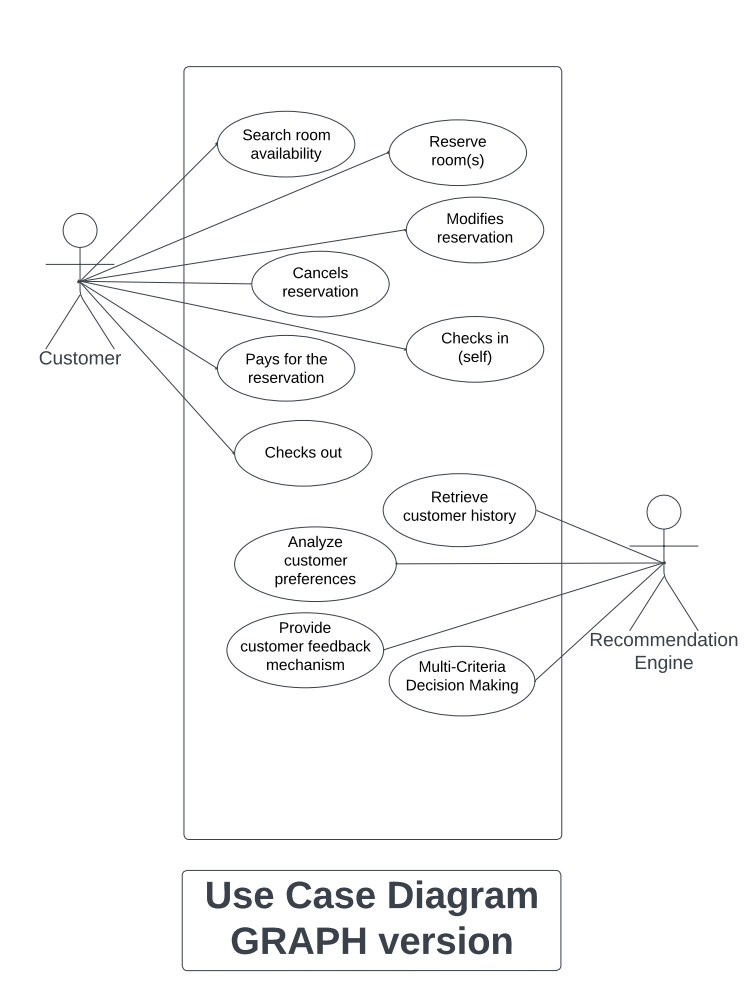 Search room
availability
Reserve
room(s)
Modifies
reservation
Cancels
reservation
Checks in
(self)
Customer
Pays for the
reservation
Checks out
Retrieve
customer history
Analyze
customer
preferences
Provide
customer feedback
mechanism
Recommendation
Engine
Multi-Criteria
Decision Making
Use Case Diagram
GRAPH version